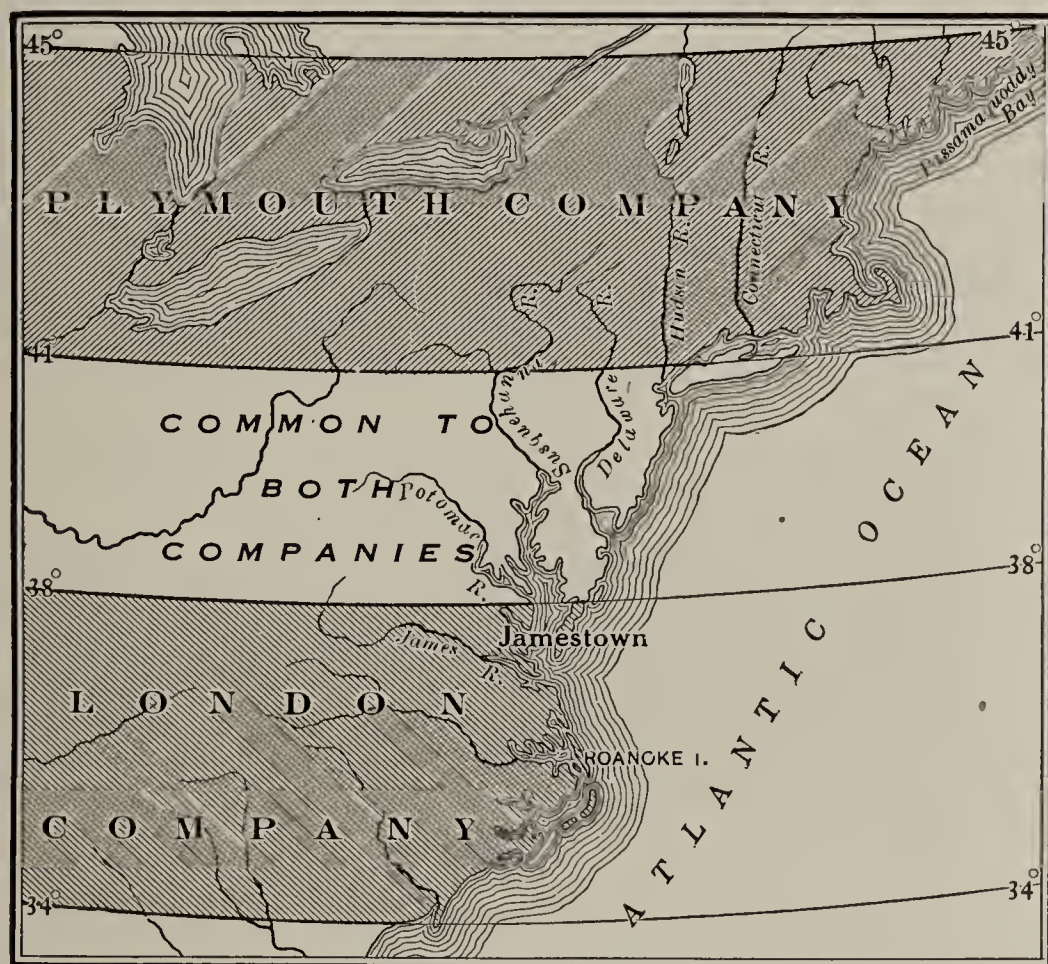 45°
45°
Passamaquoddy
Bay
PLYMOUTH COMPANY
Hudson R.
Connecticut R.
R.
R.
41
41°
Susquehanna
Delaware
COMMON TO
BOTH
COMPANIES
Potomac
R.
38°
38°
ATLANTIC OCEAN
Jamestown
James
R.
LONDON
ROANOKE I.
COMPANY
34°
34°